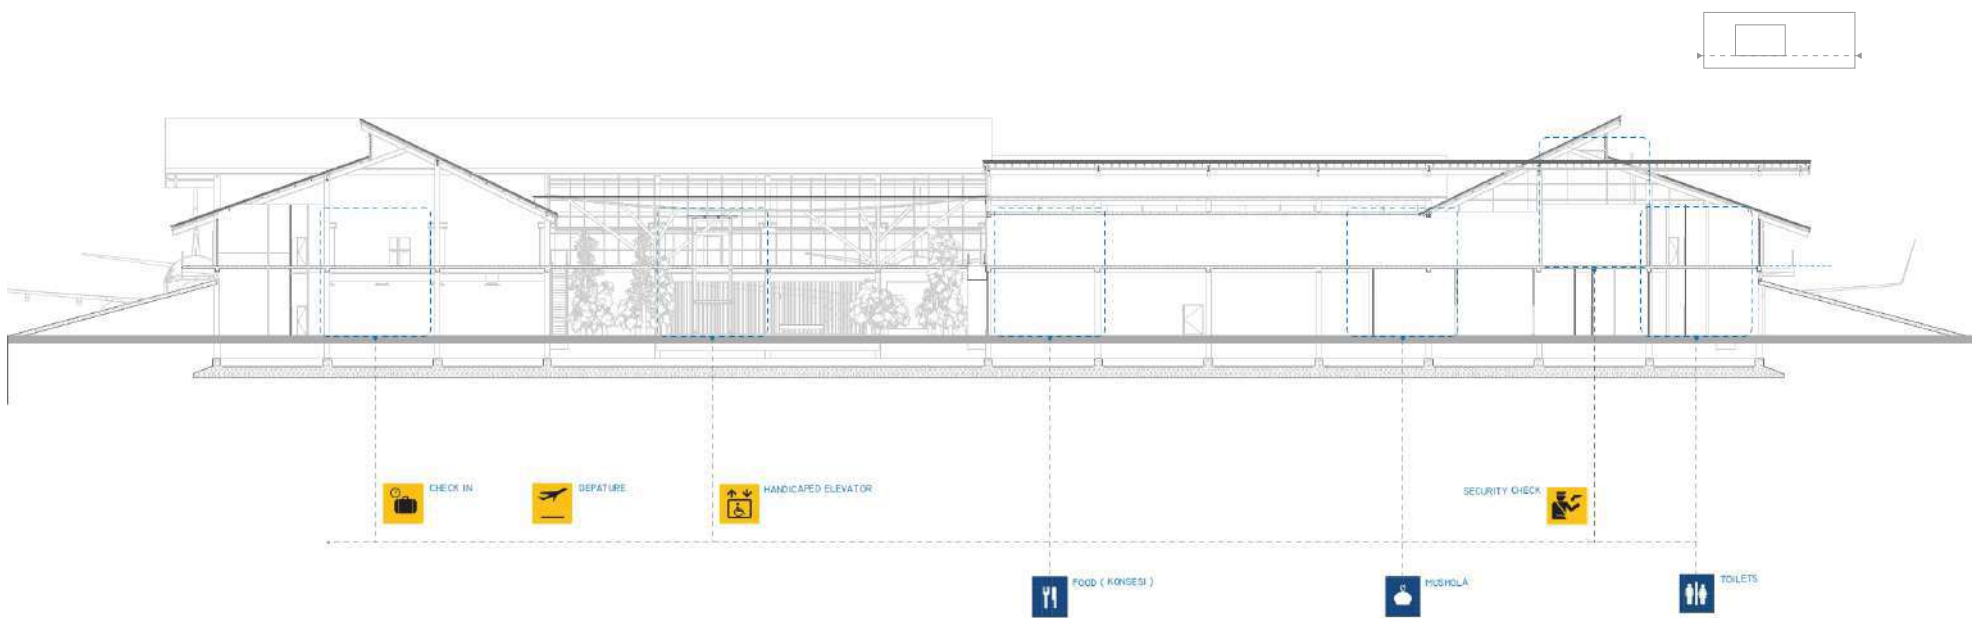 CHECK IN
DEPATURE
HANDICAPED ELEVATOR
SECURITY CHECK
FOOD ( KONSESI )
MUSHOLA
TOILETS